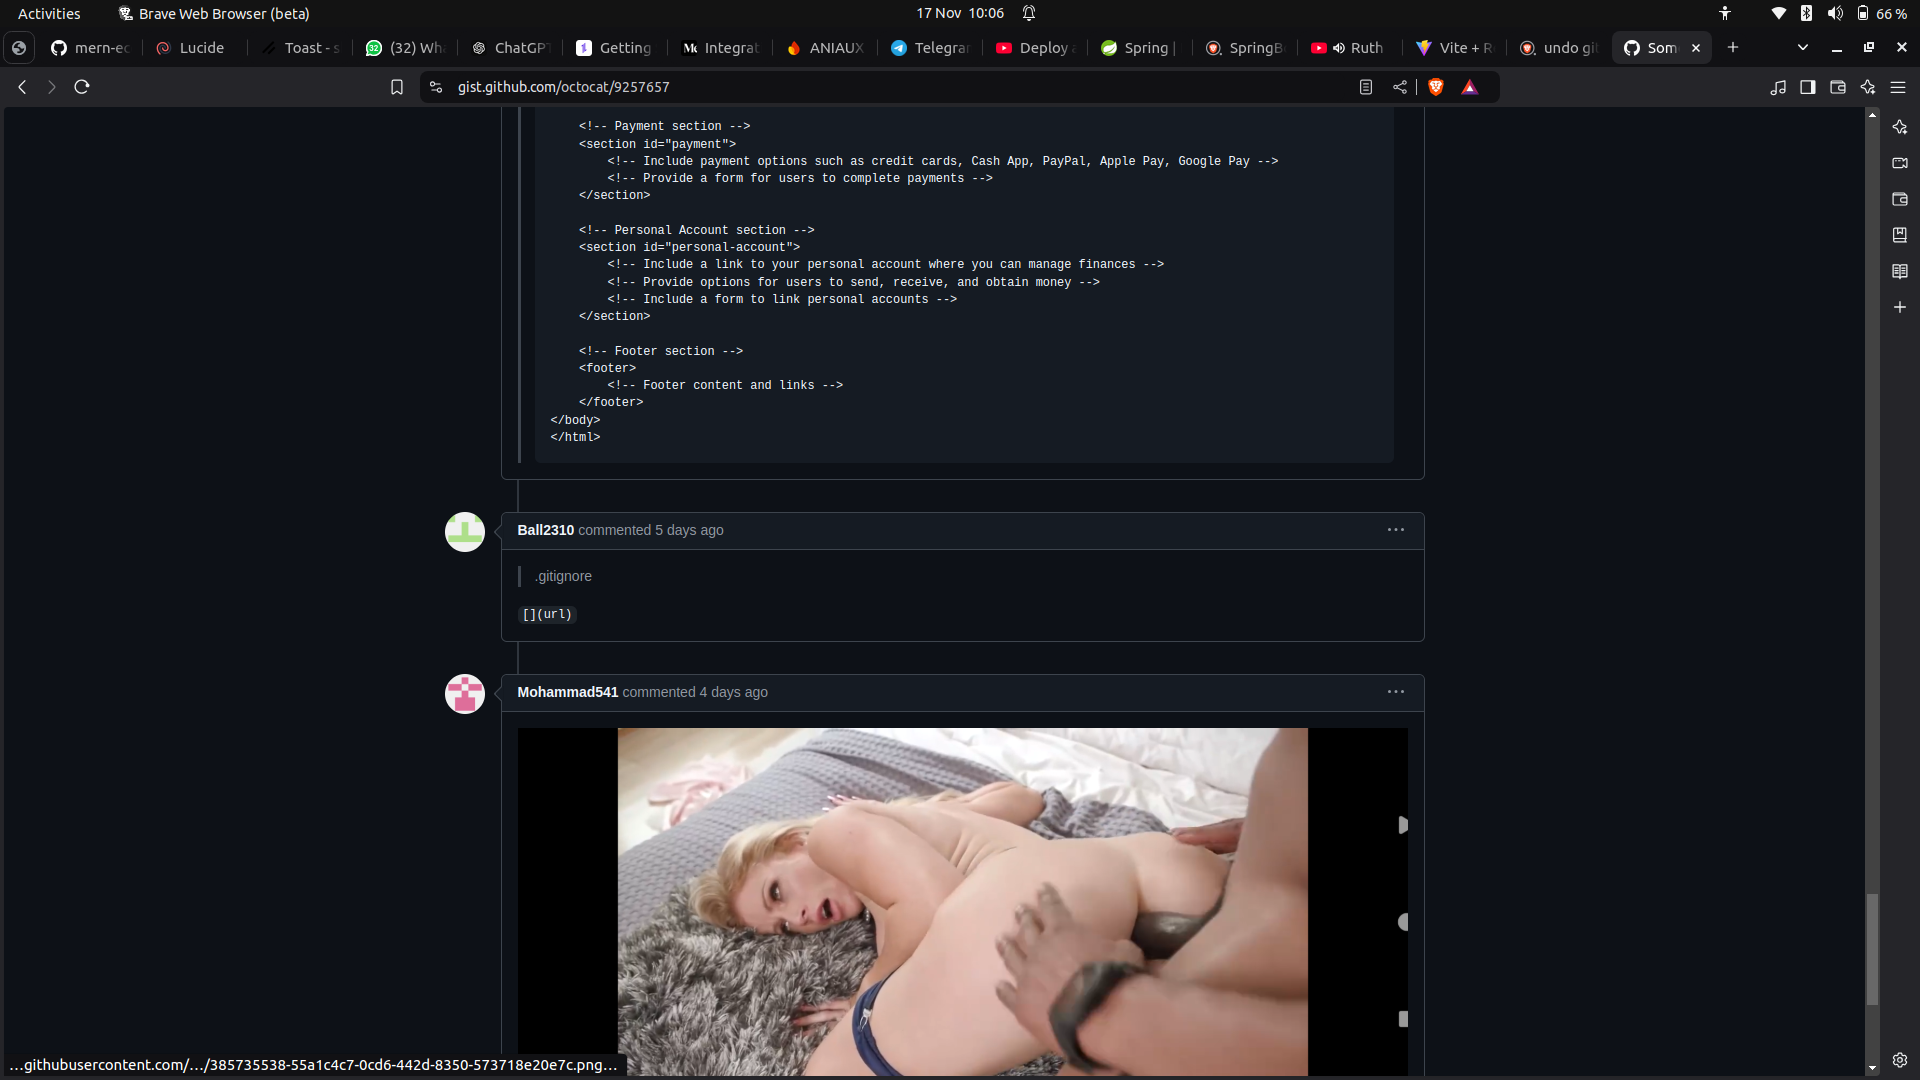 Activities
Brave Web Browser (beta)
17 Nov 10:06
66 %
mern-ec
Lucide
Toast - s
(32) Wha
ChatGPT
Getting
Integrat
ANIAUX
Telegram
Deploy a
Spring |
SpringBo
Ruth
Vite + Re
undo git
Som
gist.github.com/octocat/9257657
<!-- Payment section -->
<section id="payment">
<!-- Include payment options such as credit cards, Cash App, PayPal, Apple Pay, Google Pay -->
<!-- Provide a form for users to complete payments -->
</section>
<!-- Personal Account section -->
<section id="personal-account">
<!-- Include a link to your personal account where you can manage finances -->
<!-- Provide options for users to send, receive, and obtain money -->
<!-- Include a form to link personal accounts -->
</section>
<!-- Footer section -->
<footer>
<!-- Footer content and links -->
</footer>
</body>
</html>
Ball2310 commented 5 days ago
.gitignore
[](url)
Mohammad541 commented 4 days ago
…githubusercontent.com/…/385735538-55a1c4c7-0cd6-442d-8350-573718e20e7c.png…